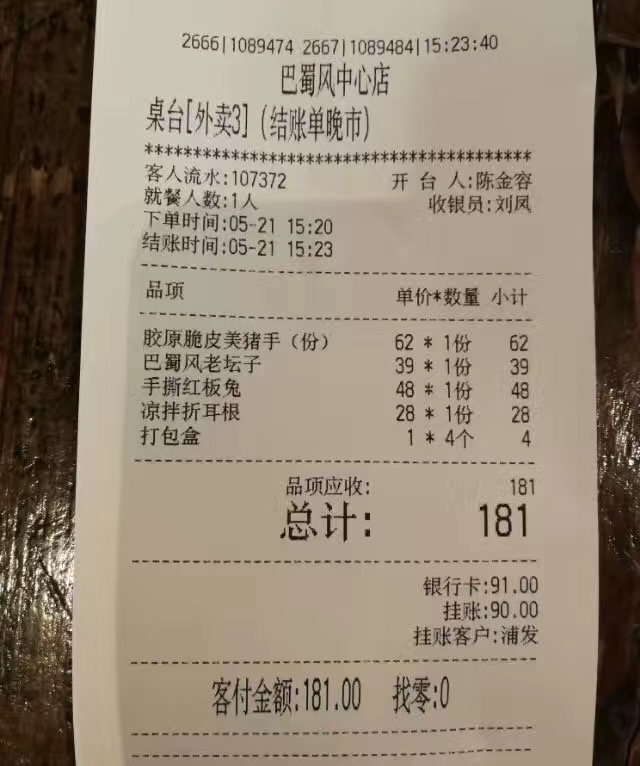 2666|1089474 2667|1089484|15:23:40
巴蜀风中心店
桌台[外卖3] (结账单晚市)
****************************************
客人流水:107372 开 台 人:陈金容
就餐人数:1人 收银员:刘凤
下单时间:05-21 15:20
结账时间:05-21 15:23
品项 单价*数量 小计
胶原脆皮美猪手（份） 62 * 1份 62
巴蜀风老坛子 39 * 1份 39
手撕红板兔 48 * 1份 48
凉拌折耳根 28 * 1份 28
打包盒 1 * 4个 4
品项应收: 181
总计: 181
银行卡:91.00
挂账:90.00
挂账客户:浦发
客付金额:181.00 找零:0